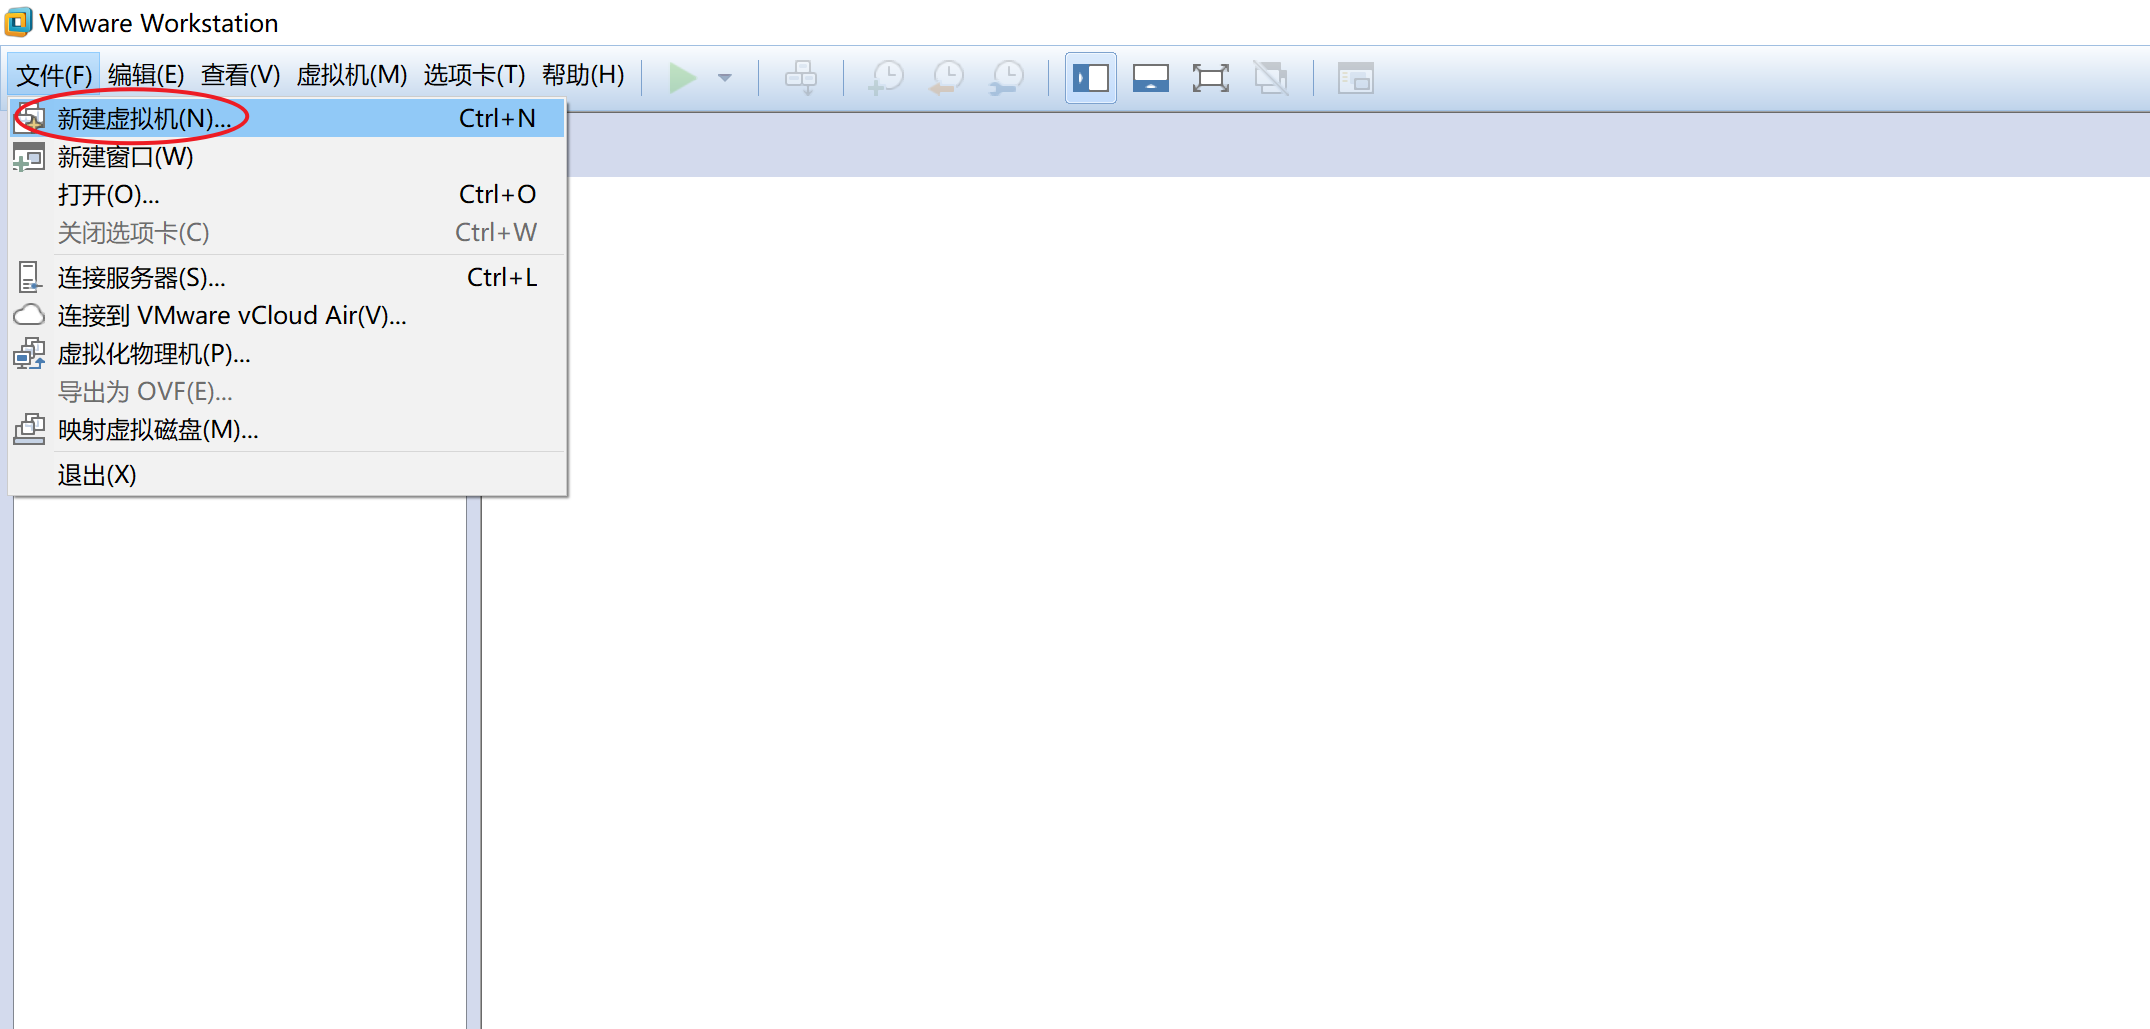 VMware Workstation
文件(F) 编辑(E) 查看(V) 虚拟机(M) 选项卡(T) 帮助(H)
新建虚拟机(N)... Ctrl+N
新建窗口(W)
打开(O)... Ctrl+O
关闭选项卡(C) Ctrl+W
连接服务器(S)... Ctrl+L
连接到 VMware vCloud Air(V)...
虚拟化物理机(P)...
导出为 OVF(E)...
映射虚拟磁盘(M)...
退出(X)